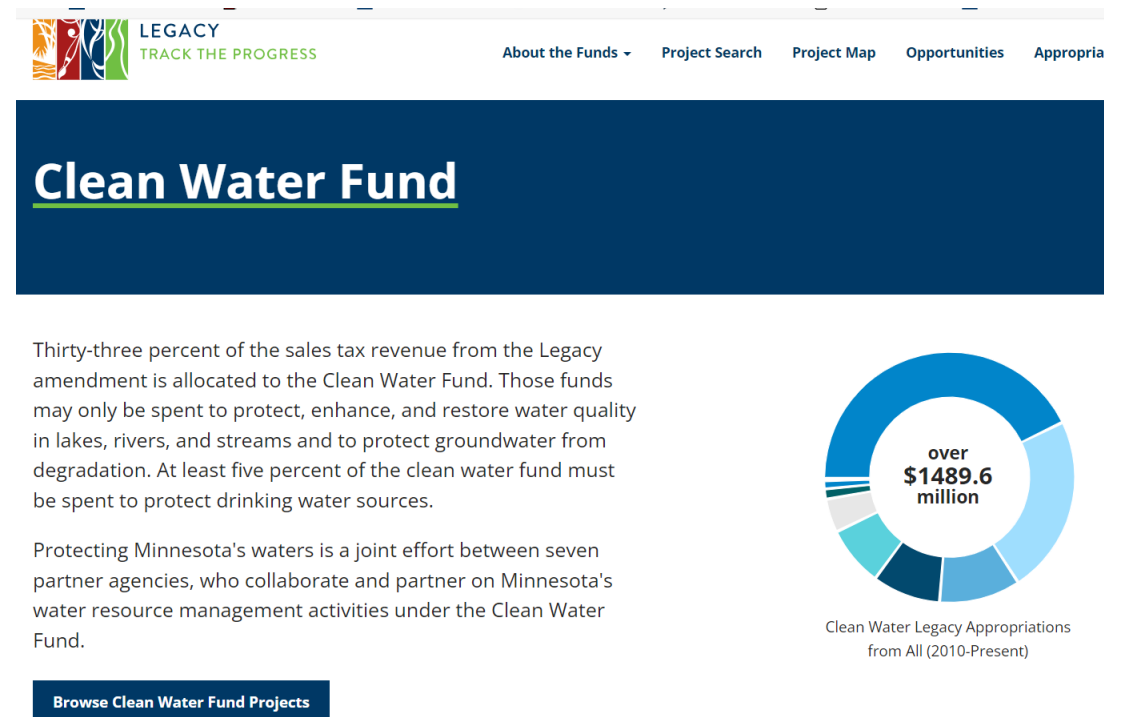 LEGACY
TRACK THE PROGRESS
About the Funds
Project Search
Project Map
Opportunities
Appropria
Clean Water Fund
Thirty-three percent of the sales tax revenue from the Legacy
amendment is allocated to the Clean Water Fund. Those funds
may only be spent to protect, enhance, and restore water quality
in lakes, rivers, and streams and to protect groundwater from
degradation. At least five percent of the clean water fund must
be spent to protect drinking water sources.
Protecting Minnesota's waters is a joint effort between seven
partner agencies, who collaborate and partner on Minnesota's
water resource management activities under the Clean Water
Fund.
Browse Clean Water Fund Projects
over
$1489.6
million
Clean Water Legacy Appropriations
from All (2010-Present)